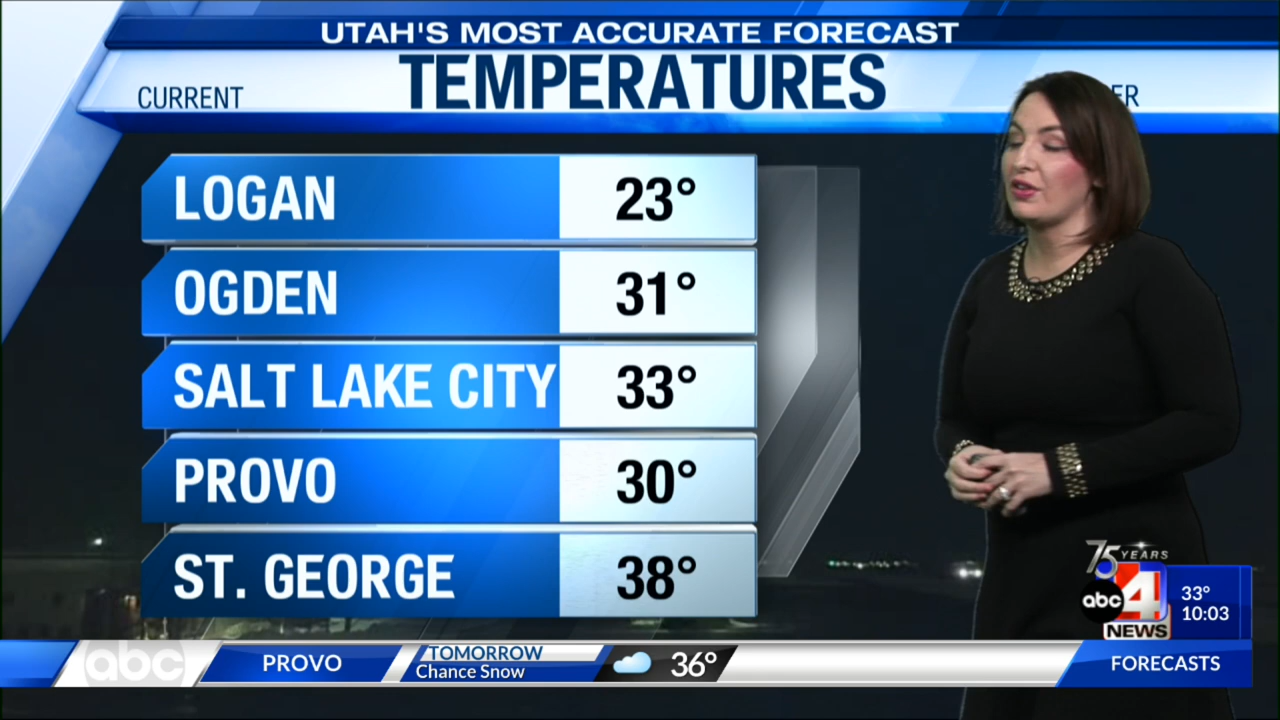 UTAH'S MOST ACCURATE FORECAST
CURRENT
TEMPERATURES
LOGAN 23°
OGDEN 31°
SALT LAKE CITY 33°
PROVO 30°
ST. GEORGE 38°
75 YEARS
abc 4
NEWS
33°
10:03
abc
PROVO
TOMORROW
Chance Snow
36°
FORECASTS